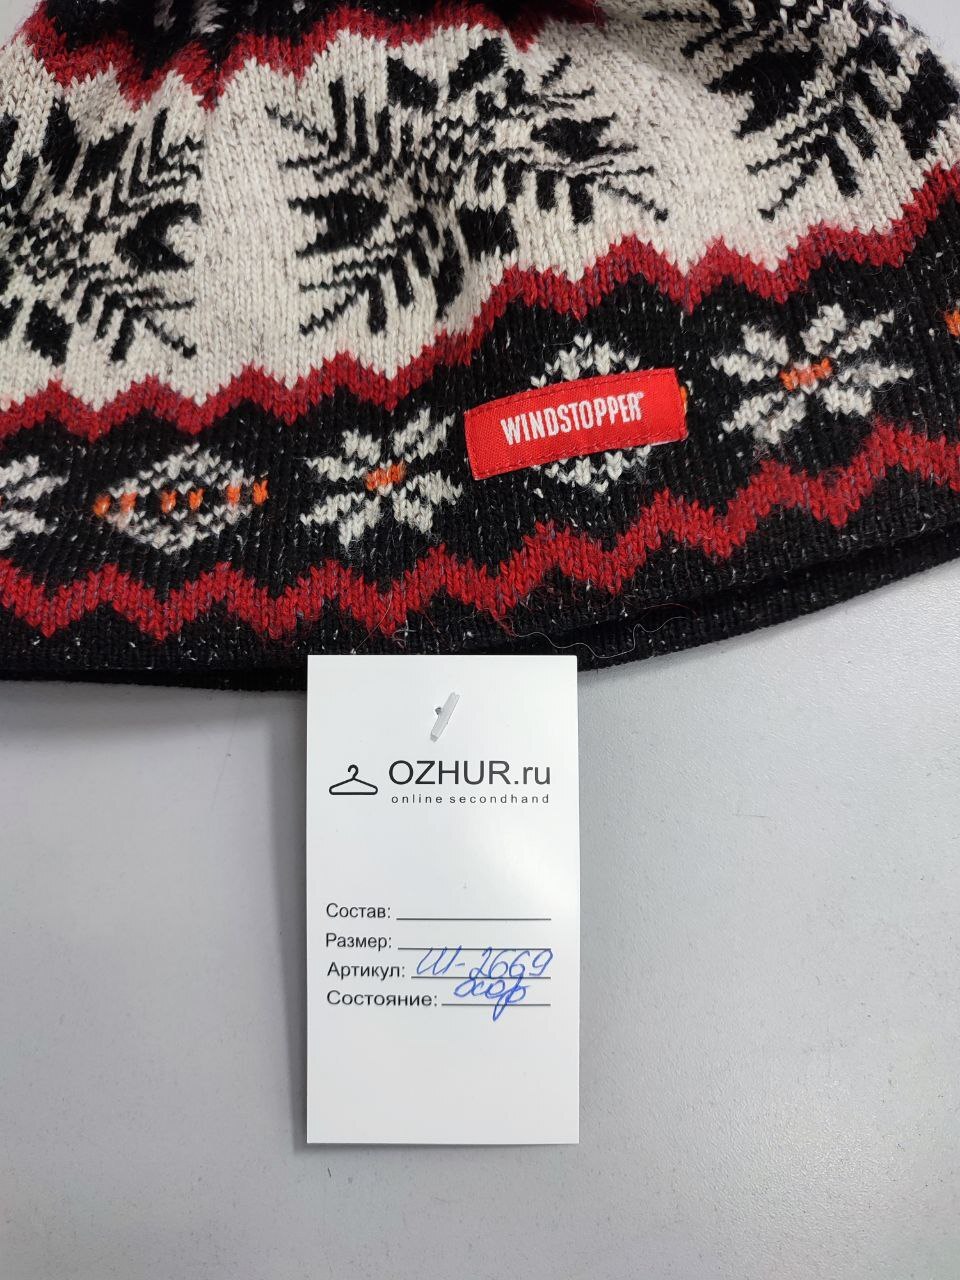 WINDSTOPPER®
OZHUR.ru
online secondhand
Состав:
Размер:
Артикул: Ш-2669
Состояние: